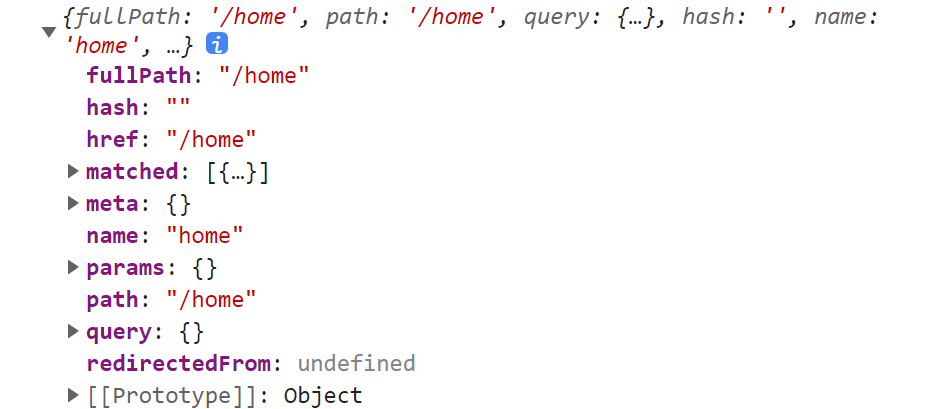 {fullPath: '/home', path: '/home', query: {…}, hash: '', name:
'home', …} i
fullPath: "/home"
hash: ""
href: "/home"
matched: [{…}]
meta: {}
name: "home"
params: {}
path: "/home"
query: {}
redirectedFrom: undefined
[[Prototype]]: Object